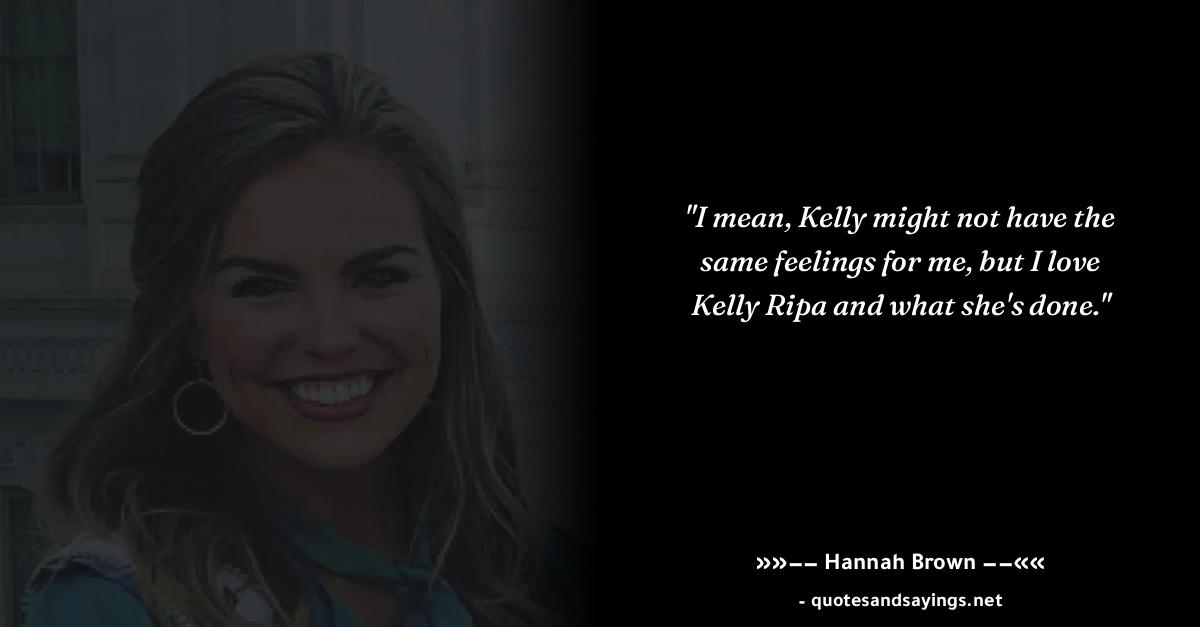 "I mean, Kelly might not have the
same feelings for me, but I love
Kelly Ripa and what she's done."
»»–– Hannah Brown ––««
- quotesandsayings.net